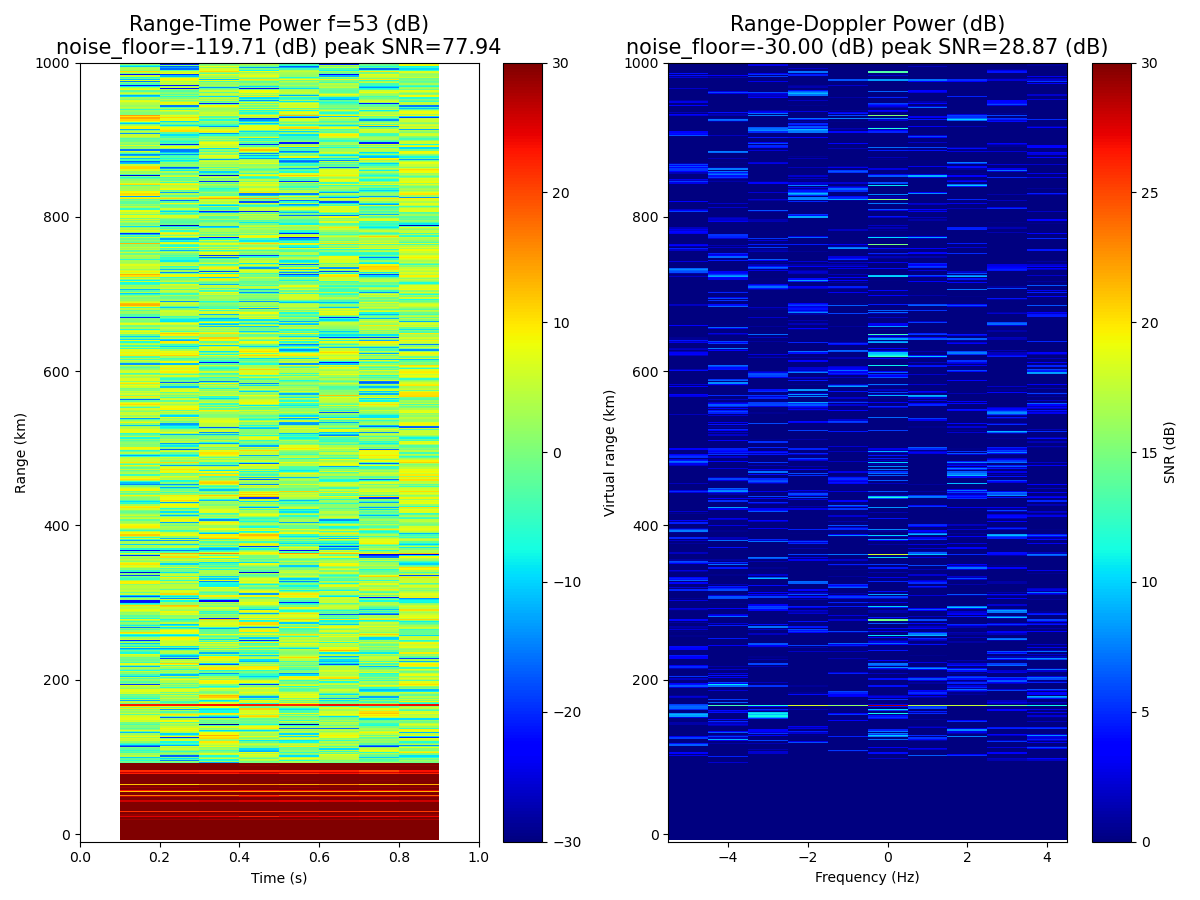 Range-Time Power f=53 (dB)
noise_floor=-119.71 (dB) peak SNR=77.94
Range-Doppler Power (dB)
noise_floor=-30.00 (dB) peak SNR=28.87 (dB)
1000
800
600
400
200
0
Range (km)
0.0 0.2 0.4 0.6 0.8 1.0
Time (s)
30
20
10
0
−10
−20
−30
1000
800
600
400
200
0
Virtual range (km)
−4 −2 0 2 4
Frequency (Hz)
30
25
20
15
10
5
0
SNR (dB)